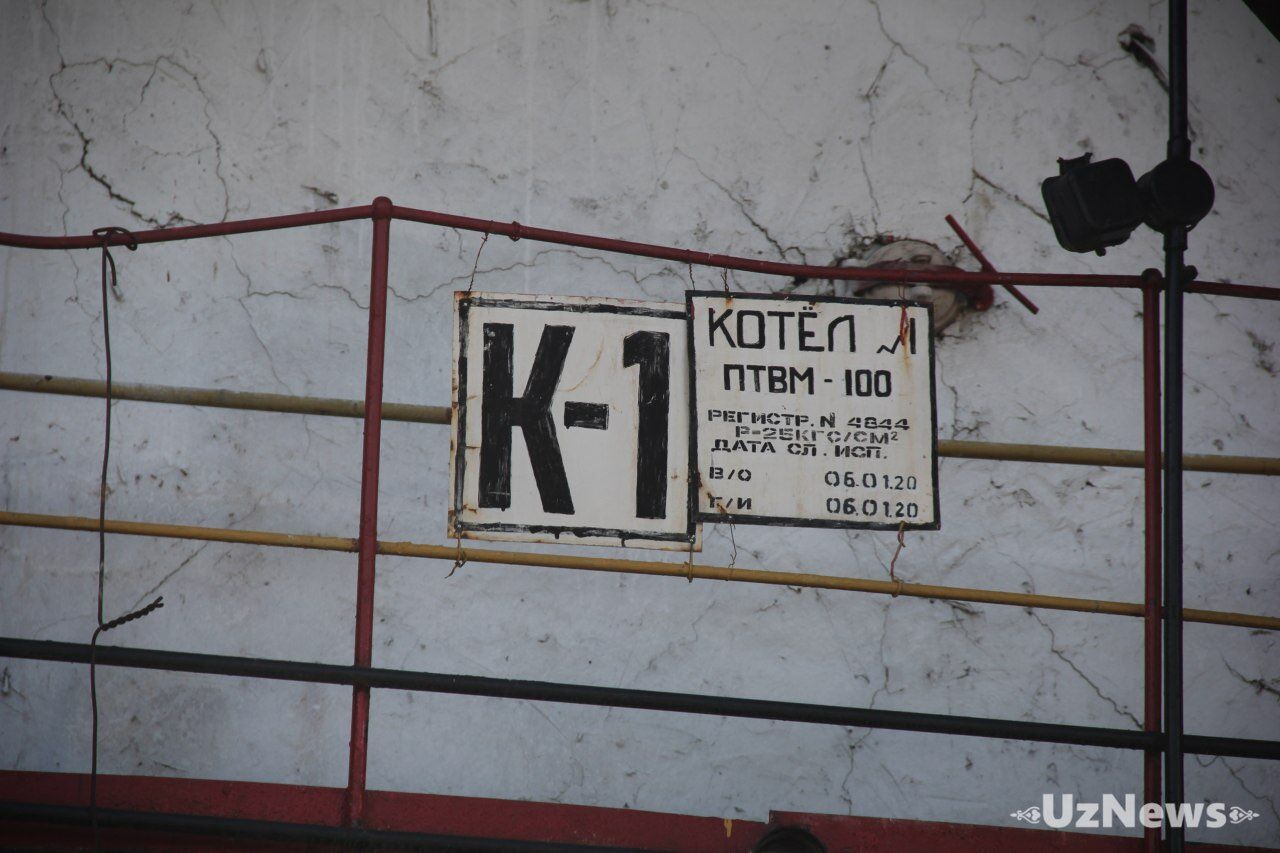 К-1
КОТЁЛ №1
ПТВМ - 100
РЕГИСТР. N 4844
Р=25КГС/СМ²
ДАТА СЛ. ИСП.
В/О 06.01.20
Г/И 06.01.20
UzNews